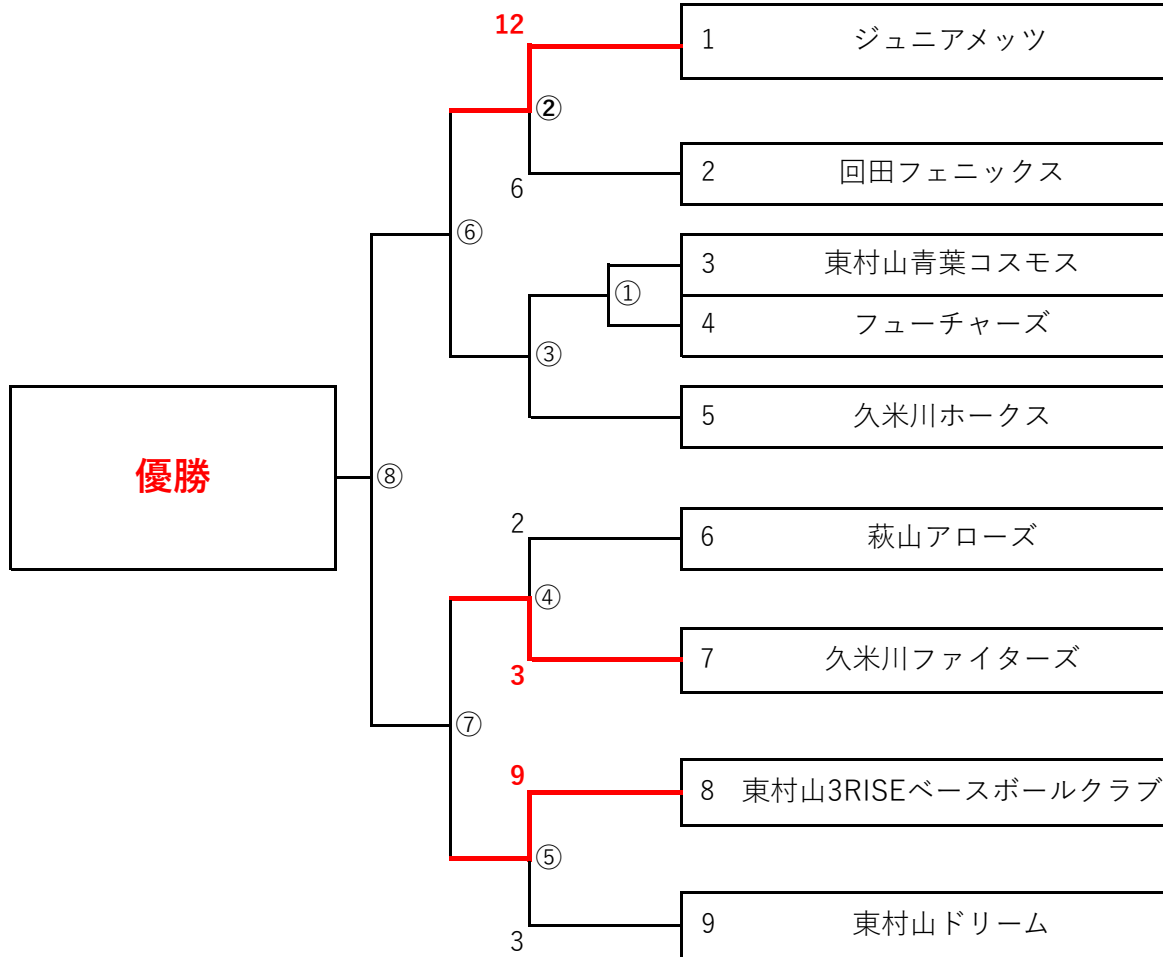 12
1 ジュニアメッツ
②
2 回田フェニックス
6
⑥
3 東村山青葉コスモス
①
4 フューチャーズ
③
5 久米川ホークス
優勝
⑧
2
6 萩山アローズ
④
7 久米川ファイターズ
3
⑦
9
8 東村山3RISEベースボールクラブ
⑤
9 東村山ドリーム
3